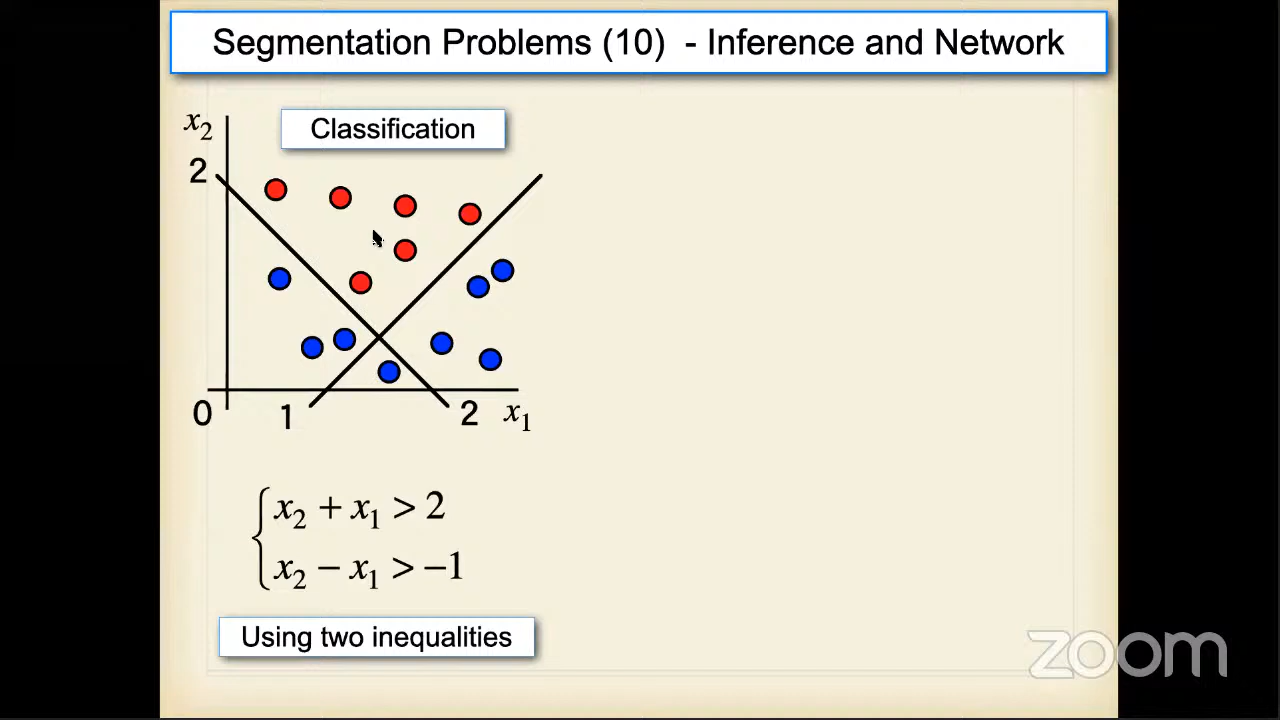 Segmentation Problems (10) - Inference and Network
Classification
x₂
2
0
1
2
x₁
x₂ + x₁ > 2
x₂ − x₁ > −1
Using two inequalities
zoom